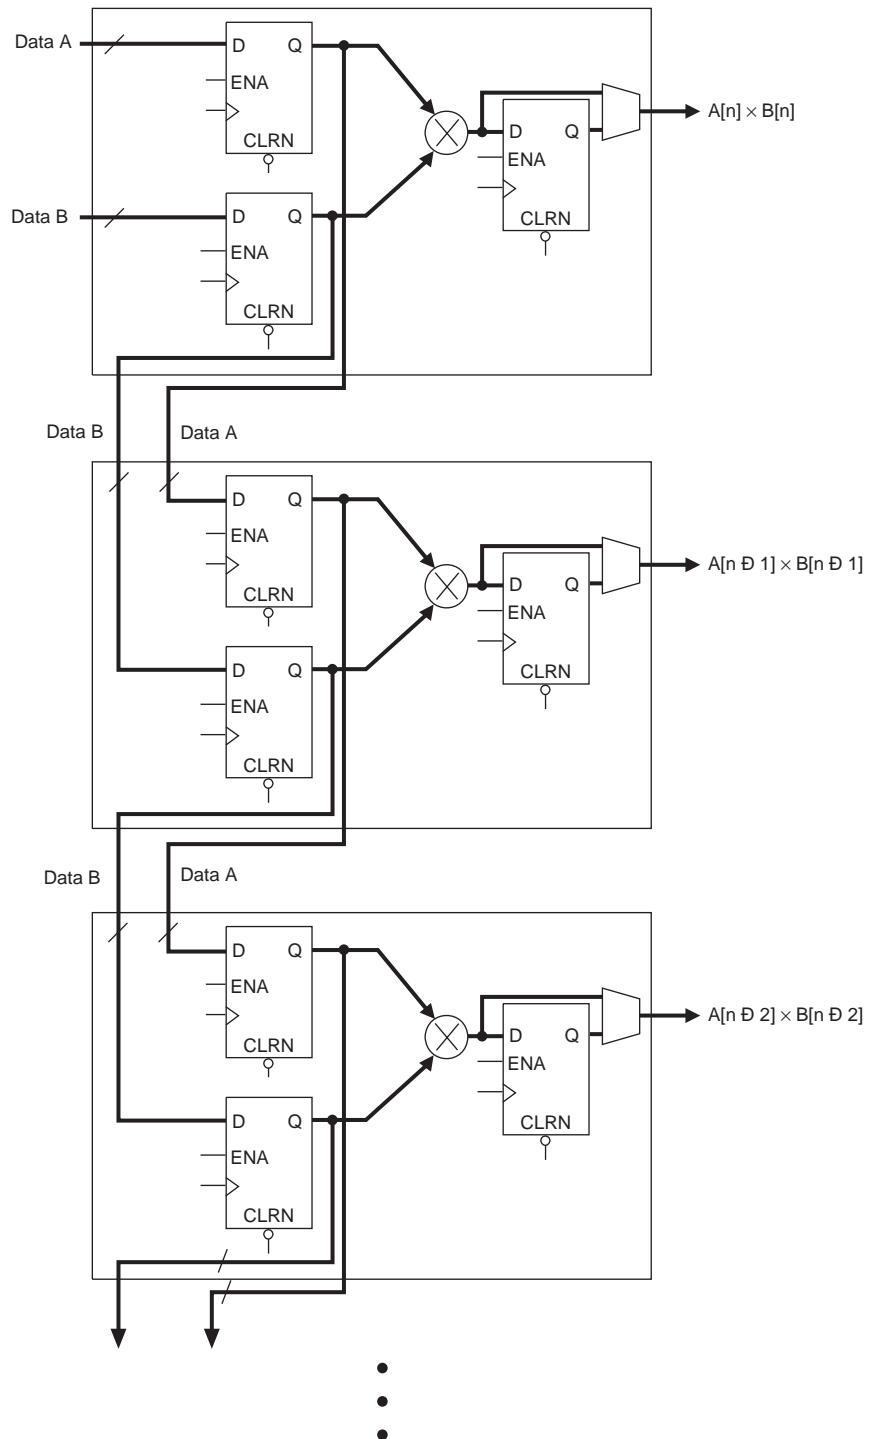 Data A
D Q
ENA
CLRN
A[n] × B[n]
D Q
ENA
CLRN
Data B
D Q
ENA
CLRN
Data B Data A
D Q
ENA
CLRN
A[n Ð 1] × B[n Ð 1]
D Q
ENA
CLRN
D Q
ENA
CLRN
Data B Data A
D Q
ENA
CLRN
A[n Ð 2] × B[n Ð 2]
D Q
ENA
CLRN
D Q
ENA
CLRN